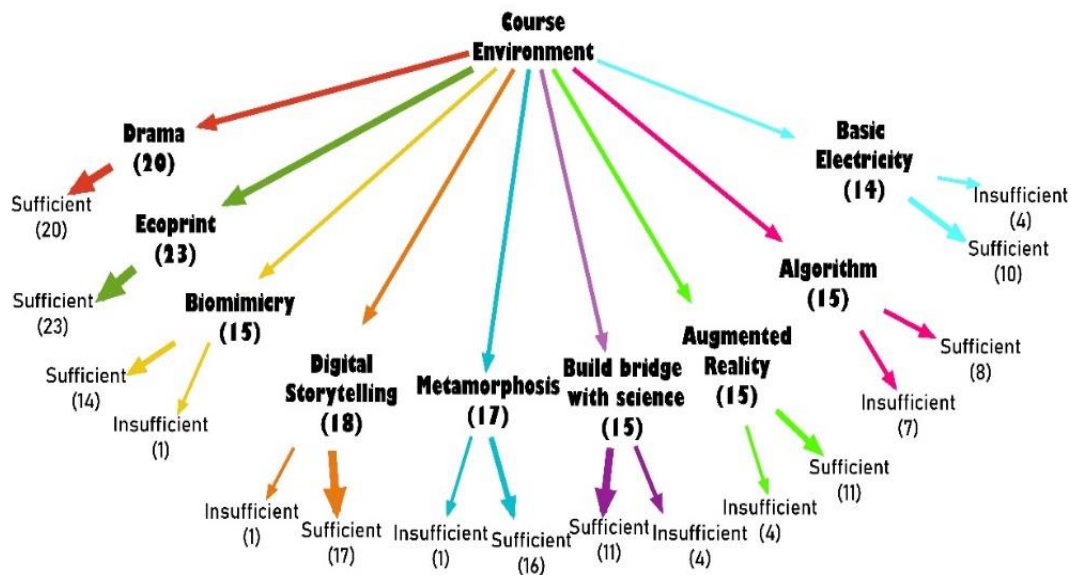 Course
Environment
Drama
(20)
Sufficient
(20)
Ecoprint
(23)
Sufficient
(23)
Biomimicry
(15)
Sufficient
(14)
Insufficient
(1)
Digital
Storytelling
(18)
Insufficient
(1)
Sufficient
(17)
Metamorphosis
(17)
Insufficient
(1)
Sufficient
(16)
Build bridge
with science
(15)
Sufficient
(11)
Insufficient
(4)
Augmented
Reality
(15)
Insufficient
(4)
Sufficient
(11)
Algorithm
(15)
Insufficient
(7)
Sufficient
(8)
Basic
Electricity
(14)
Insufficient
(4)
Sufficient
(10)